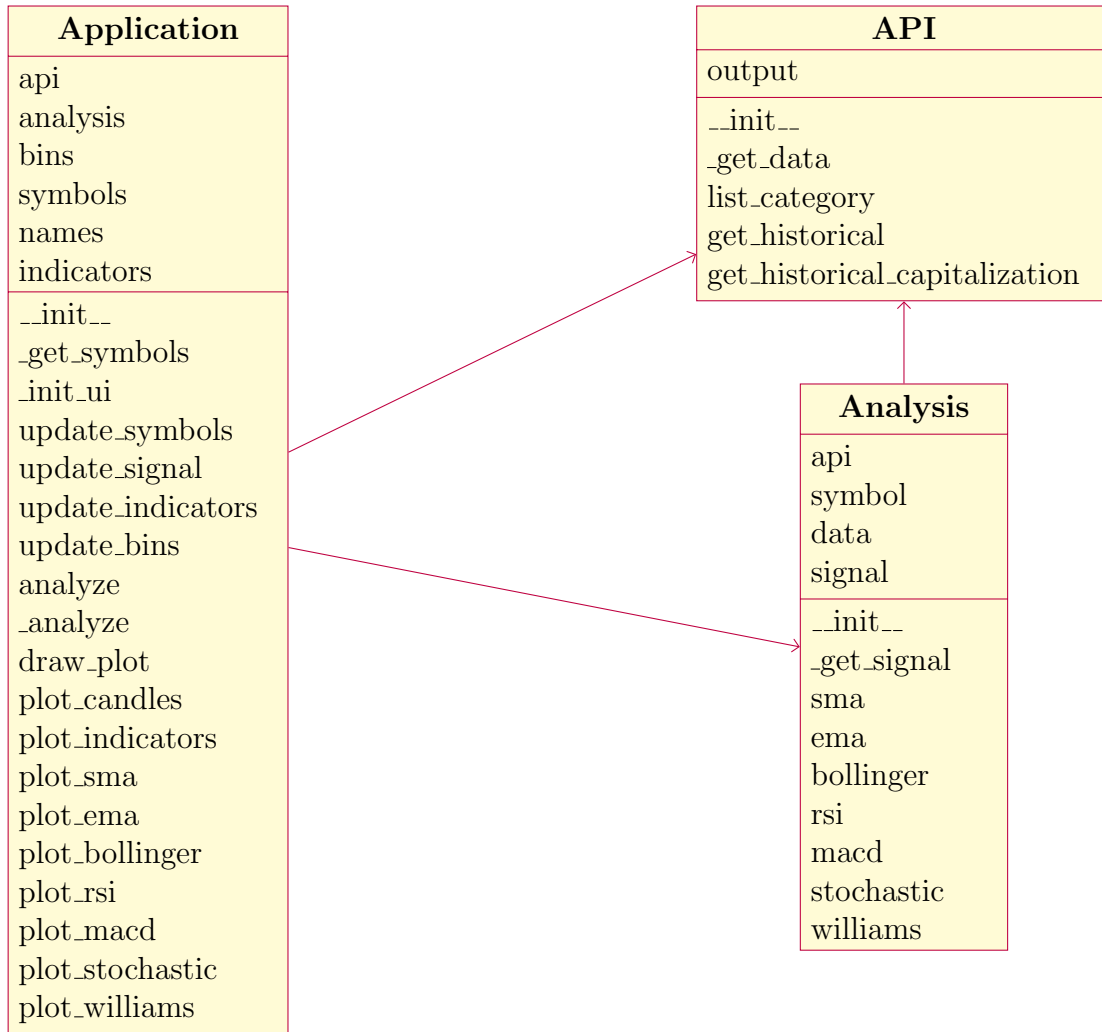 Application
api
analysis
bins
symbols
names
indicators
__init__
_get_symbols
_init_ui
update_symbols
update_signal
update_indicators
update_bins
analyze
_analyze
draw_plot
plot_candles
plot_indicators
plot_sma
plot_ema
plot_bollinger
plot_rsi
plot_macd
plot_stochastic
plot_williams
API
output
__init__
_get_data
list_category
get_historical
get_historical_capitalization
Analysis
api
symbol
data
signal
__init__
_get_signal
sma
ema
bollinger
rsi
macd
stochastic
williams